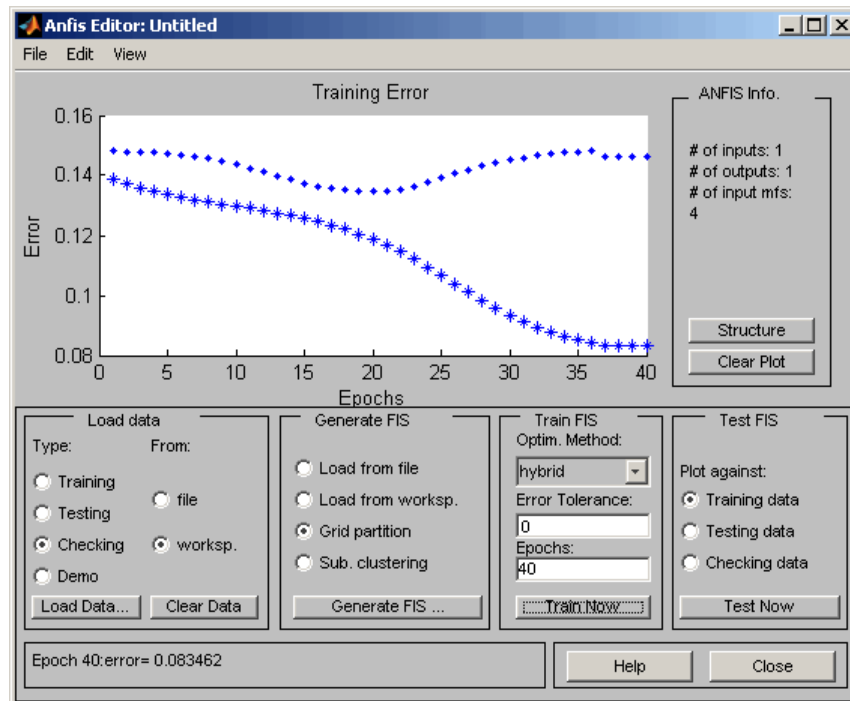 Anfis Editor: Untitled
File Edit View
Training Error
0.16
0.14
0.12
0.1
0.08
Error
0 5 10 15 20 25 30 35 40
Epochs
ANFIS Info.
# of inputs: 1
# of outputs: 1
# of input mfs:
4
Structure
Clear Plot
Load data
Type: From:
Training
Testing
Checking
Demo
file
worksp.
Load Data... Clear Data
Generate FIS
Load from file
Load from worksp.
Grid partition
Sub. clustering
Generate FIS ...
Train FIS
Optim. Method:
hybrid
Error Tolerance:
0
Epochs:
40
Train Now
Test FIS
Plot against:
Training data
Testing data
Checking data
Test Now
Epoch 40:error= 0.083462
Help Close